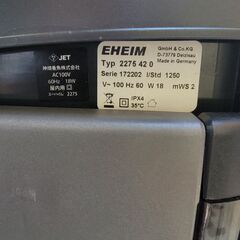 JET
AC100V
60Hz 18W
屋内用
2275
EHEIM
GmbH & Co.KG
D-73779 Deizisau
Made in Germany
Typ 2275 42 0
Serie 172202 l/Std 1250
V~ 100 Hz 60 W 18 mWS 2
IPX4
35°C